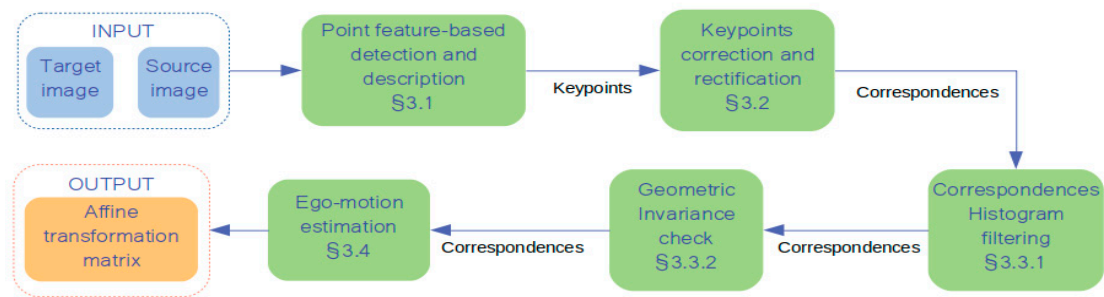 INPUT
Target
image
Source
image
Point feature-based
detection and
description
§3.1
Keypoints
Keypoints
correction and
rectification
§3.2
Correspondences
Correspondences
Histogram
filtering
§3.3.1
Correspondences
Geometric
Invariance
check
§3.3.2
Correspondences
Ego-motion
estimation
§3.4
OUTPUT
Affine
transformation
matrix